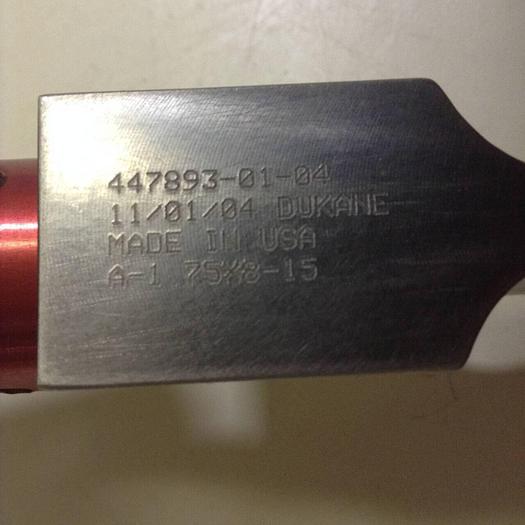 447893-01-04
11/01/04 DUKANE
MADE IN USA
A-1 75X8-15